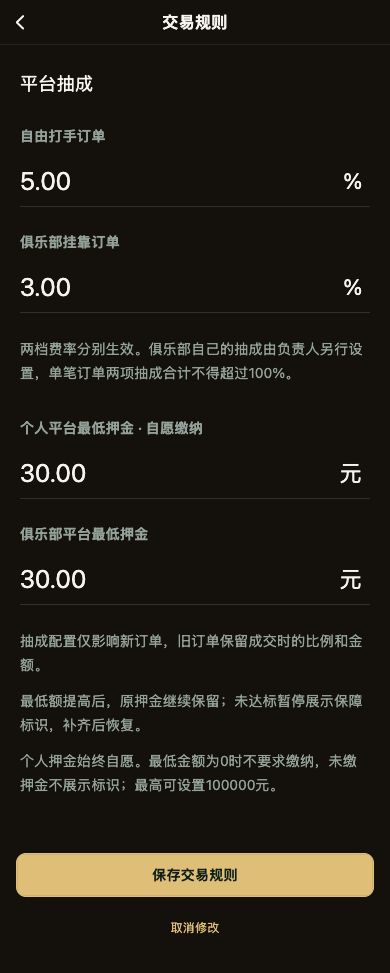 交易规则
平台抽成
自由打手订单
5.00 %
俱乐部挂靠订单
3.00 %
两档费率分别生效。俱乐部自己的抽成由负责人另行设
置，单笔订单两项抽成合计不得超过100%。
个人平台最低押金 · 自愿缴纳
30.00 元
俱乐部平台最低押金
30.00 元
抽成配置仅影响新订单，旧订单保留成交时的比例和金
额。
最低额提高后，原押金继续保留；未达标暂停展示保障
标识，补齐后恢复。
个人押金始终自愿。最低金额为0时不要求缴纳，未缴
押金不展示标识；最高可设置100000元。
保存交易规则
取消修改